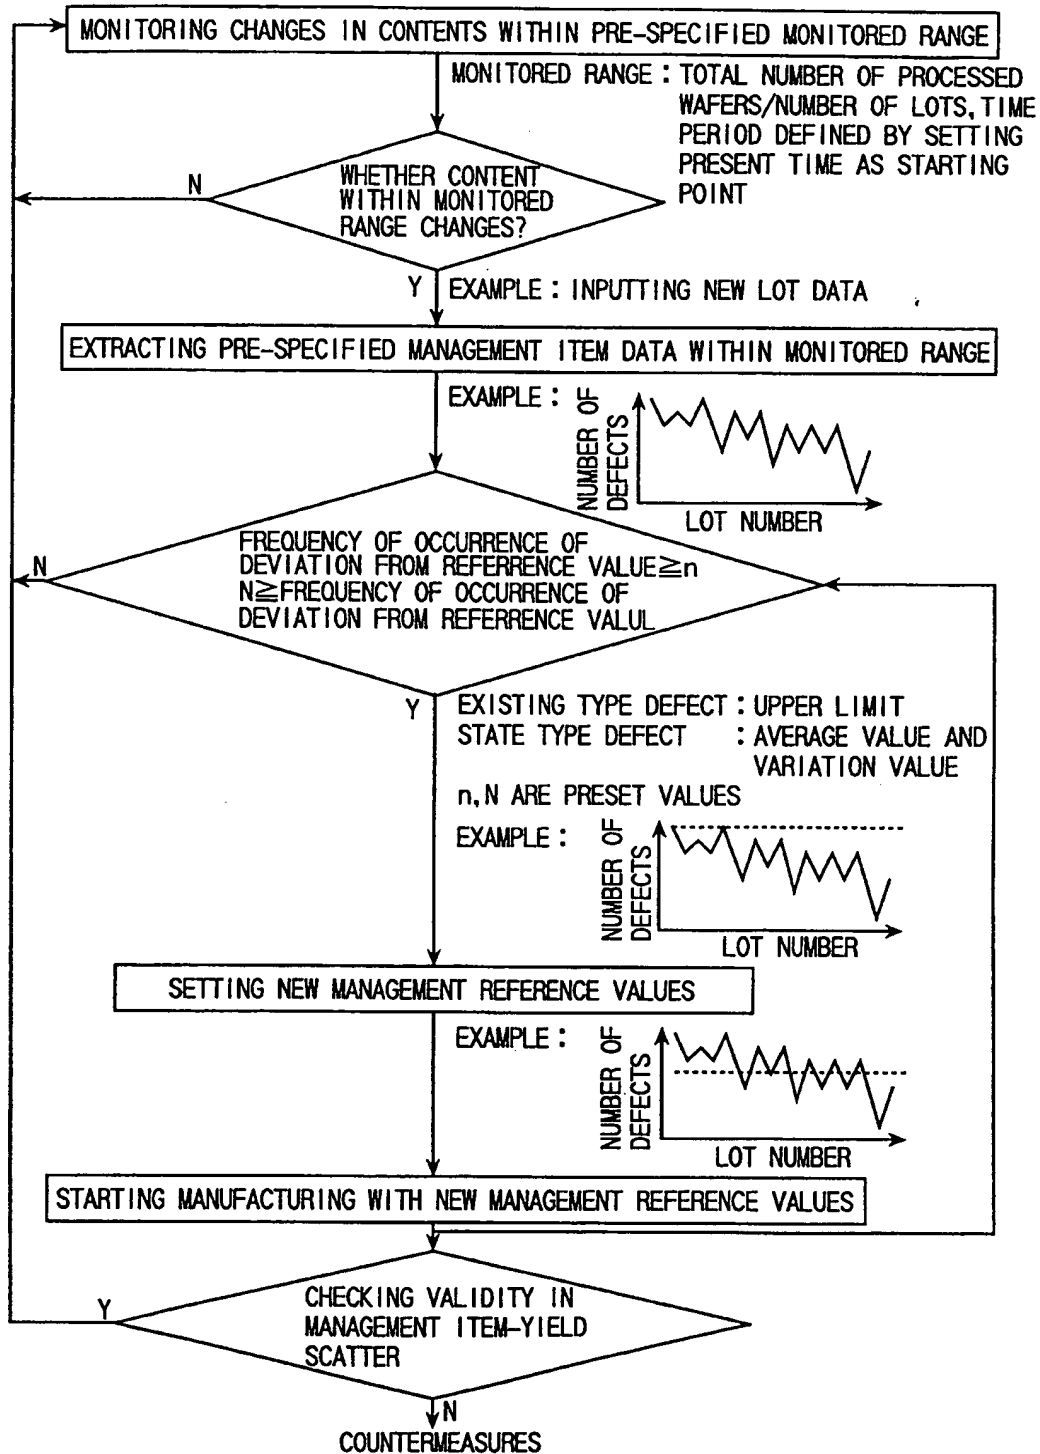 MONITORING CHANGES IN CONTENTS WITHIN PRE-SPECIFIED MONITORED RANGE
MONITORED RANGE : TOTAL NUMBER OF PROCESSED
WAFERS/NUMBER OF LOTS, TIME
PERIOD DEFINED BY SETTING
PRESENT TIME AS STARTING
POINT
WHETHER CONTENT
WITHIN MONITORED
RANGE CHANGES?
N
Y
EXAMPLE : INPUTTING NEW LOT DATA
EXTRACTING PRE-SPECIFIED MANAGEMENT ITEM DATA WITHIN MONITORED RANGE
EXAMPLE :
NUMBER OF
DEFECTS
LOT NUMBER
FREQUENCY OF OCCURRENCE OF
DEVIATION FROM REFERRENCE VALUE≧n
N≧FREQUENCY OF OCCURRENCE OF
DEVIATION FROM REFERRENCE VALUL
N
Y
EXISTING TYPE DEFECT : UPPER LIMIT
STATE TYPE DEFECT : AVERAGE VALUE AND
VARIATION VALUE
n, N ARE PRESET VALUES
EXAMPLE :
NUMBER OF
DEFECTS
LOT NUMBER
SETTING NEW MANAGEMENT REFERENCE VALUES
EXAMPLE :
NUMBER OF
DEFECTS
LOT NUMBER
STARTING MANUFACTURING WITH NEW MANAGEMENT REFERENCE VALUES
CHECKING VALIDITY IN
MANAGEMENT ITEM-YIELD
SCATTER
Y
N
COUNTERMEASURES